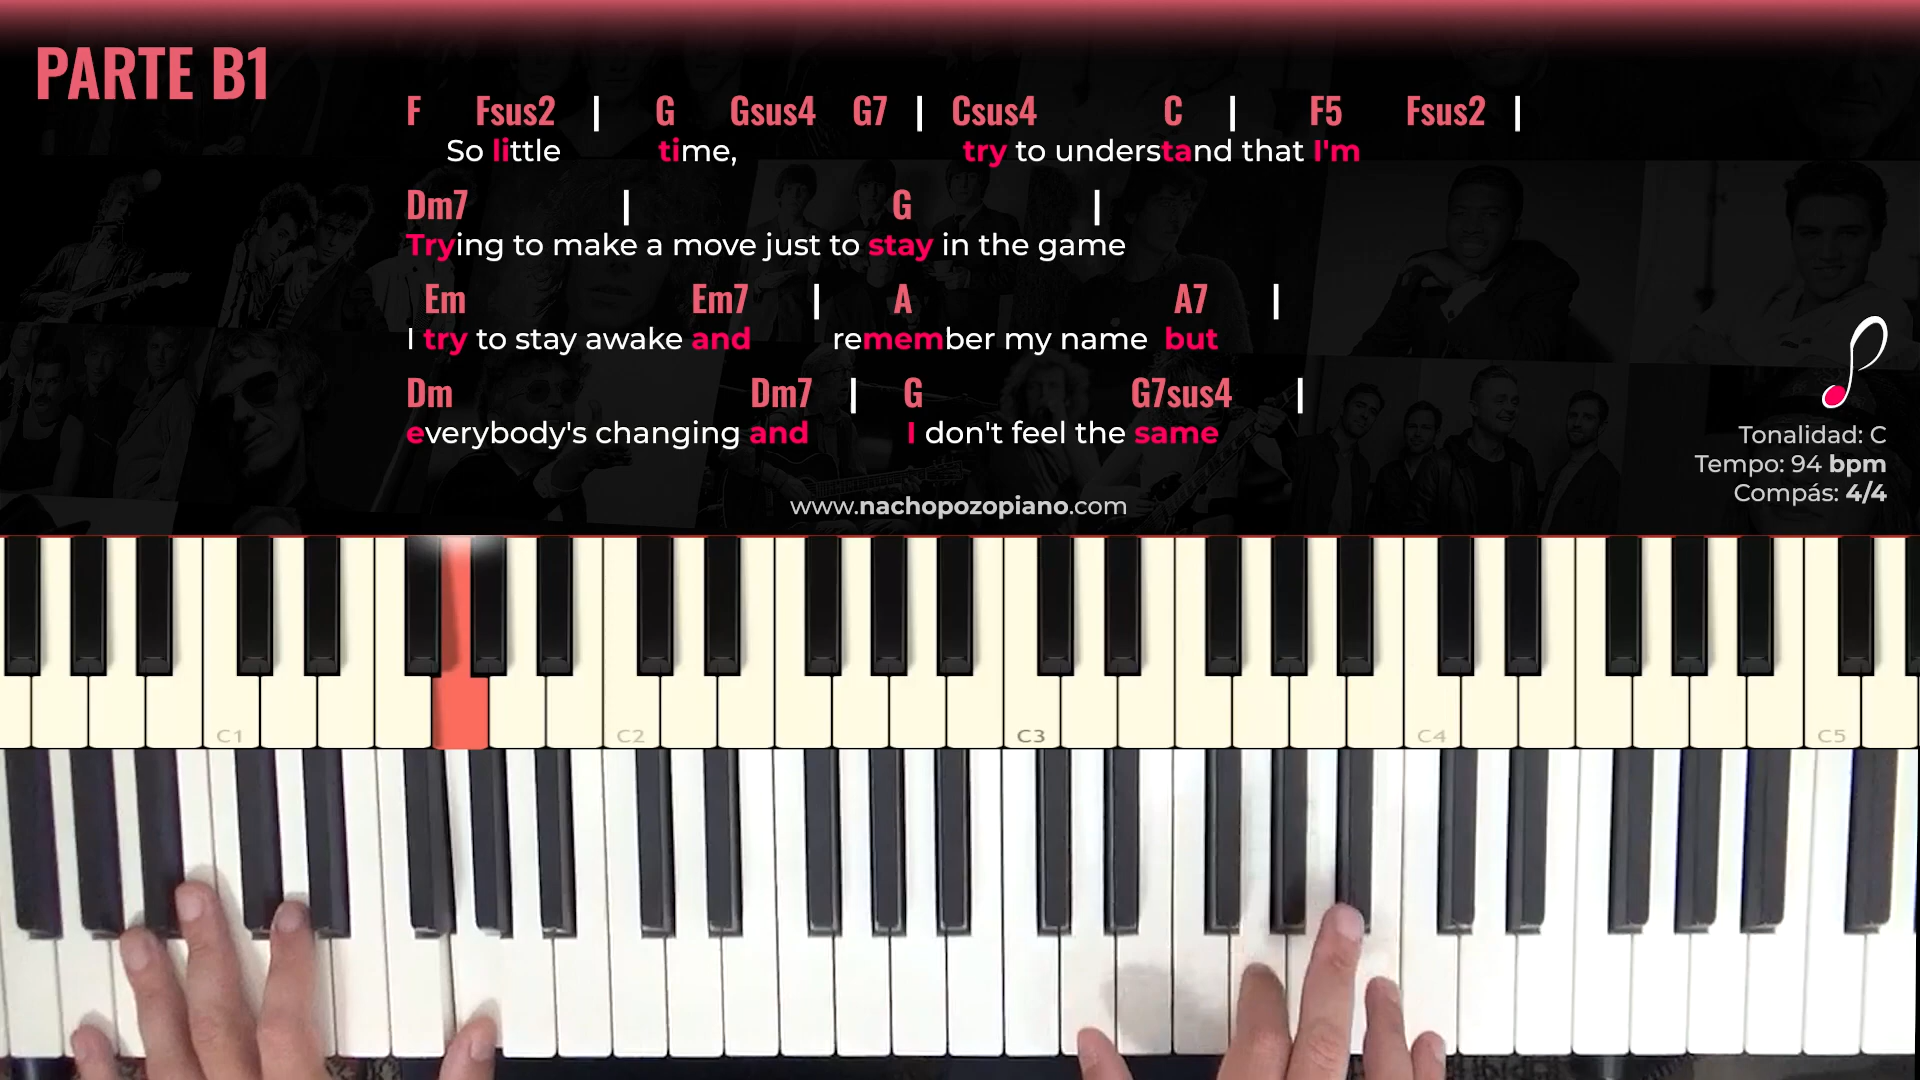 PARTE B1
F Fsus2 | G Gsus4 G7 | Csus4 C | F5 Fsus2 |
So little time, try to understand that I'm
Dm7 | G |
Trying to make a move just to stay in the game
Em Em7 | A A7 |
I try to stay awake and remember my name but
Dm Dm7 | G G7sus4 |
everybody's changing and I don't feel the same
Tonalidad: C
Tempo: 94 bpm
Compás: 4/4
www.nachopozopiano.com
C1 C2 C3 C4 C5